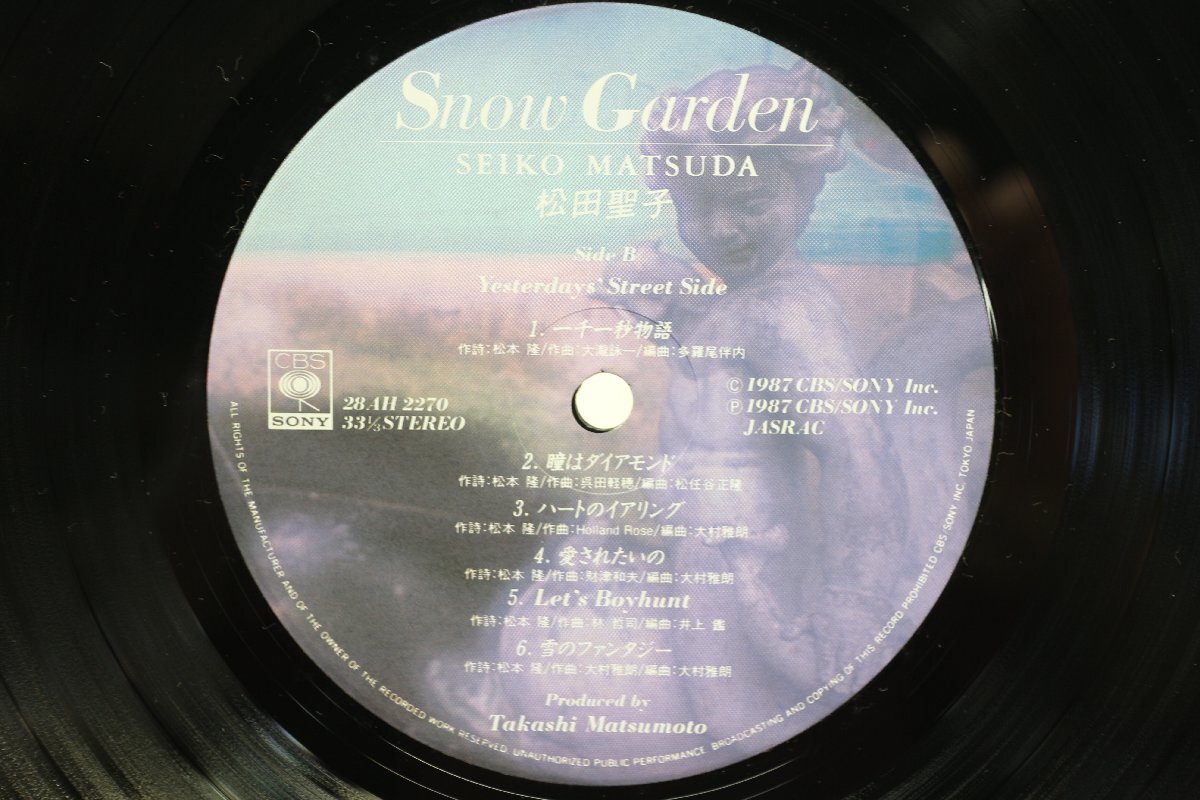 Snow Garden
SEIKO MATSUDA
松田聖子
Side B
Yesterdays' Street Side
1. 一千一秒物語
作詩:松本 隆/作曲:大瀧詠一/編曲:多羅尾伴内
CBS
SONY
28AH 2270
33⅓ STEREO
Ⓒ 1987 CBS/SONY Inc.
Ⓟ 1987 CBS/SONY Inc.
JASRAC
2. 瞳はダイアモンド
作詩:松本 隆/作曲:呉田軽穂/編曲:松任谷正隆
3. ハートのイアリング
作詩:松本 隆/作曲:Holland Rose/編曲:大村雅朗
4. 愛されたいの
作詩:松本 隆/作曲:財津和夫/編曲:大村雅朗
5. Let's Boyhunt
作詩:松本 隆/作曲:林 哲司/編曲:井上 鑑
6. 雪のファンタジー
作詩:松本 隆/作曲:大村雅朗/編曲:大村雅朗
Produced by
Takashi Matsumoto
ALL RIGHTS OF THE MANUFACTURER AND OF THE OWNER OF THE RECORDED WORK RESERVED. UNAUTHORIZED PUBLIC PERFORMANCE. BROADCASTING AND COPYING OF THIS RECORD PROHIBITED CBS/SONY INC. TOKYO JAPAN